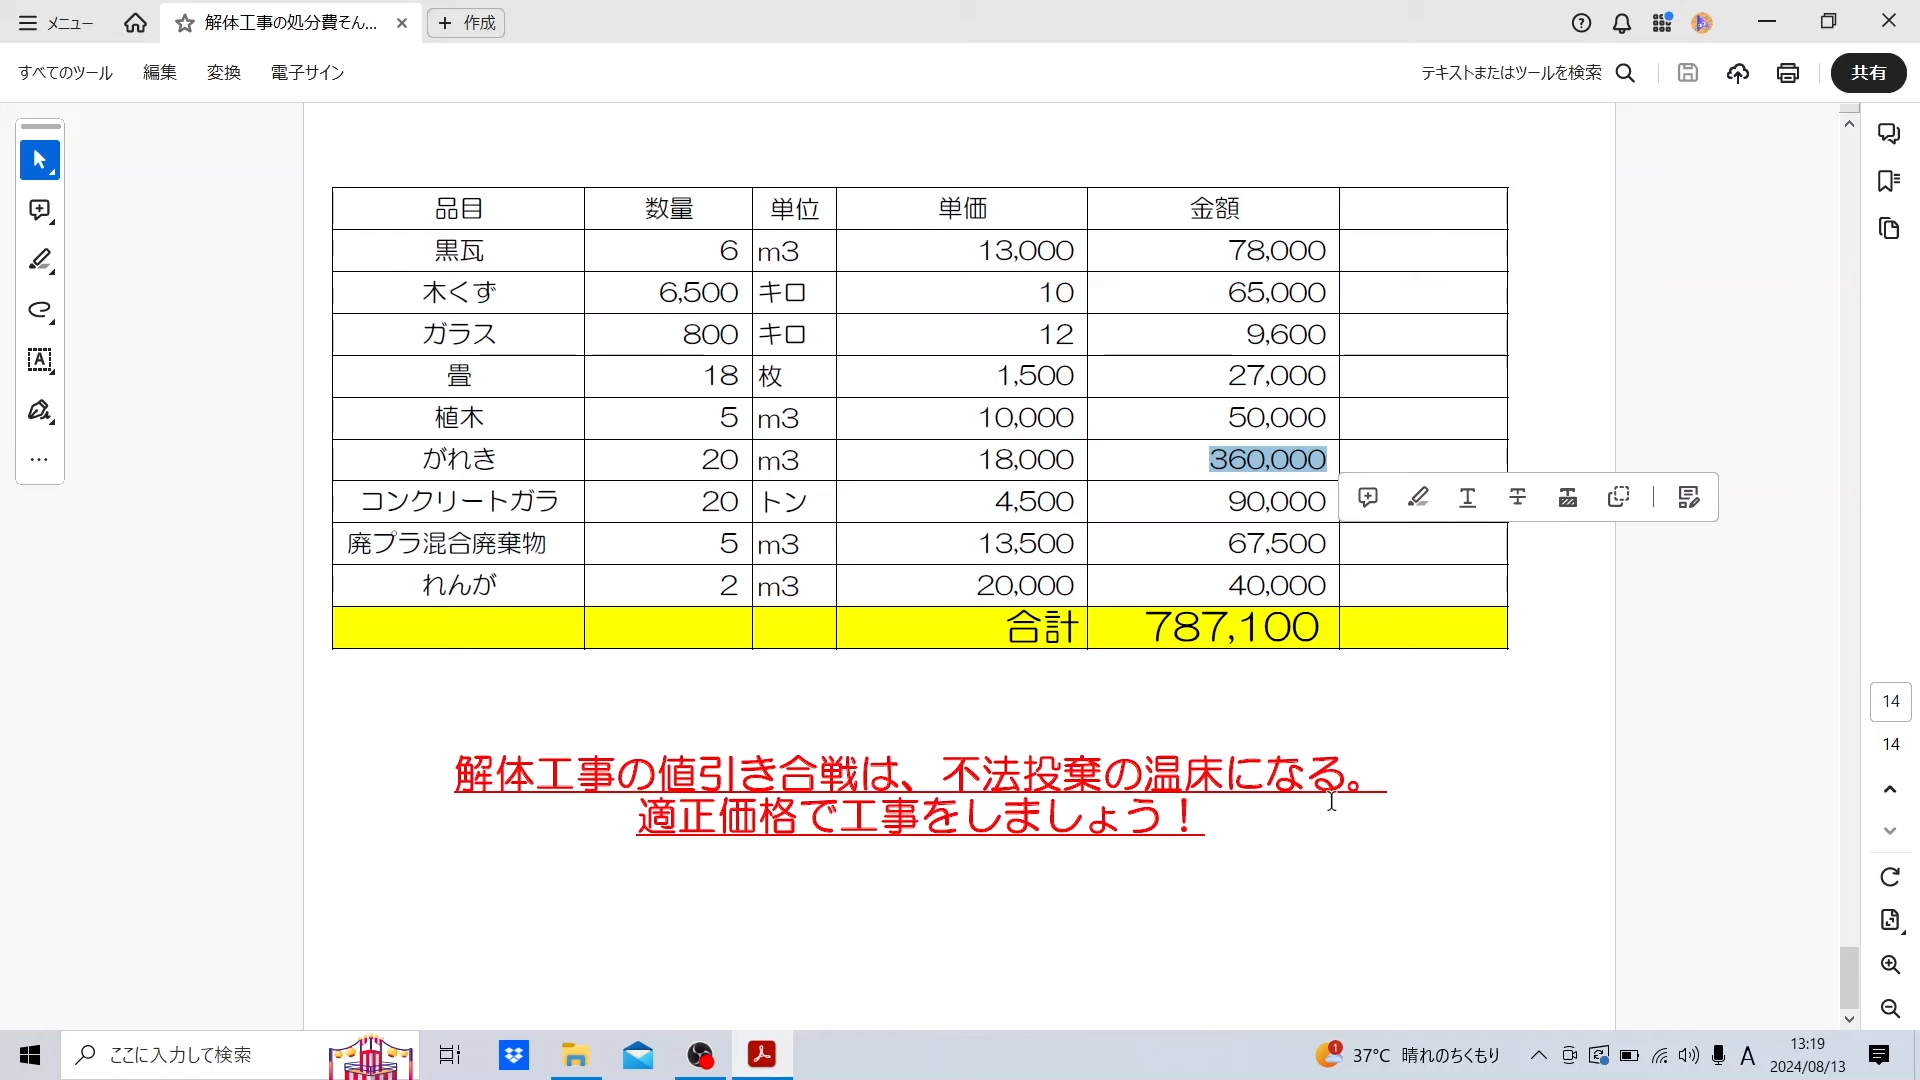 メニュー
解体工事の処分費そん...
作成
すべてのツール 編集 変換 電子サイン
テキストまたはツールを検索
共有
品目 数量 単位 単価 金額
黒瓦 6 m3 13,000 78,000
木くず 6,500 キロ 10 65,000
ガラス 800 キロ 12 9,600
畳 18 枚 1,500 27,000
植木 5 m3 10,000 50,000
がれき 20 m3 18,000 360,000
コンクリートガラ 20 トン 4,500 90,000
廃プラ混合廃棄物 5 m3 13,500 67,500
れんが 2 m3 20,000 40,000
合計 787,100
解体工事の値引き合戦は、不法投棄の温床になる。
適正価格で工事をしましょう！
14
14
ここに入力して検索
1
37°C 晴れのちくもり
A
13:19
2024/08/13